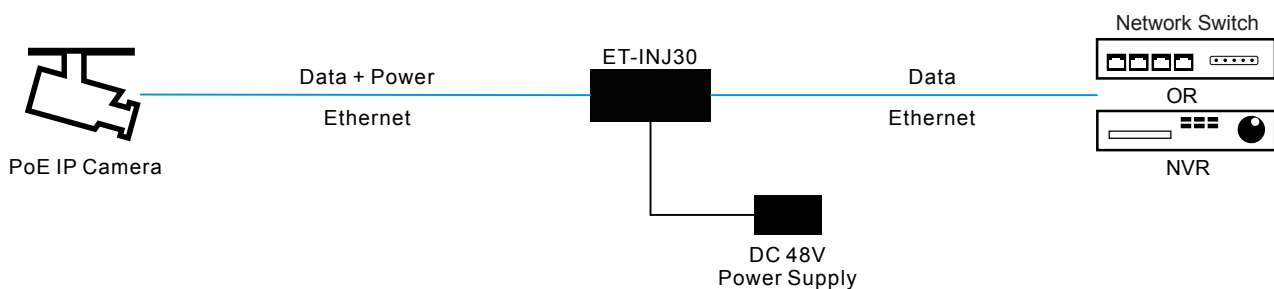 Network Switch
ET-INJ30
Data + Power
Data
OR
Ethernet
Ethernet
PoE IP Camera
NVR
DC 48V
Power Supply